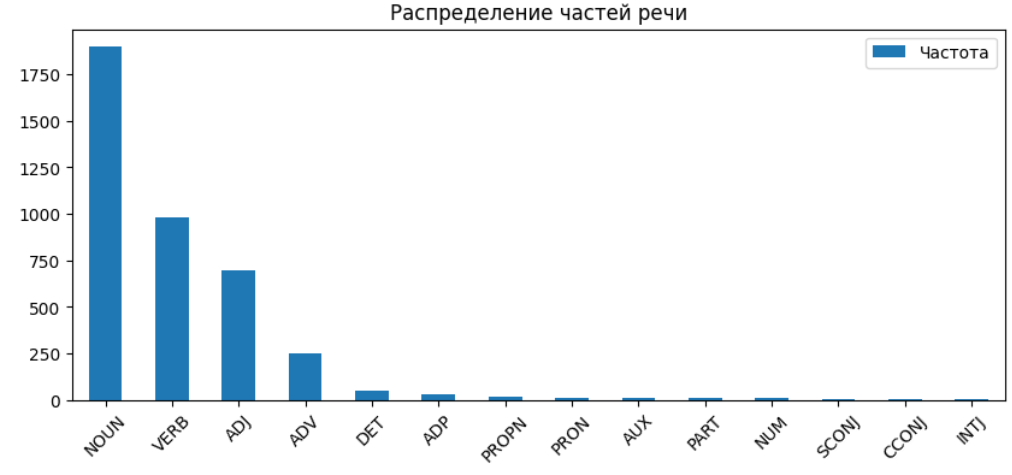 Распределение частей речи
Частота
1750
1500
1250
1000
750
500
250
0
NOUN
VERB
ADJ
ADV
DET
ADP
PROPN
PRON
AUX
PART
NUM
SCONJ
CCONJ
INTJ